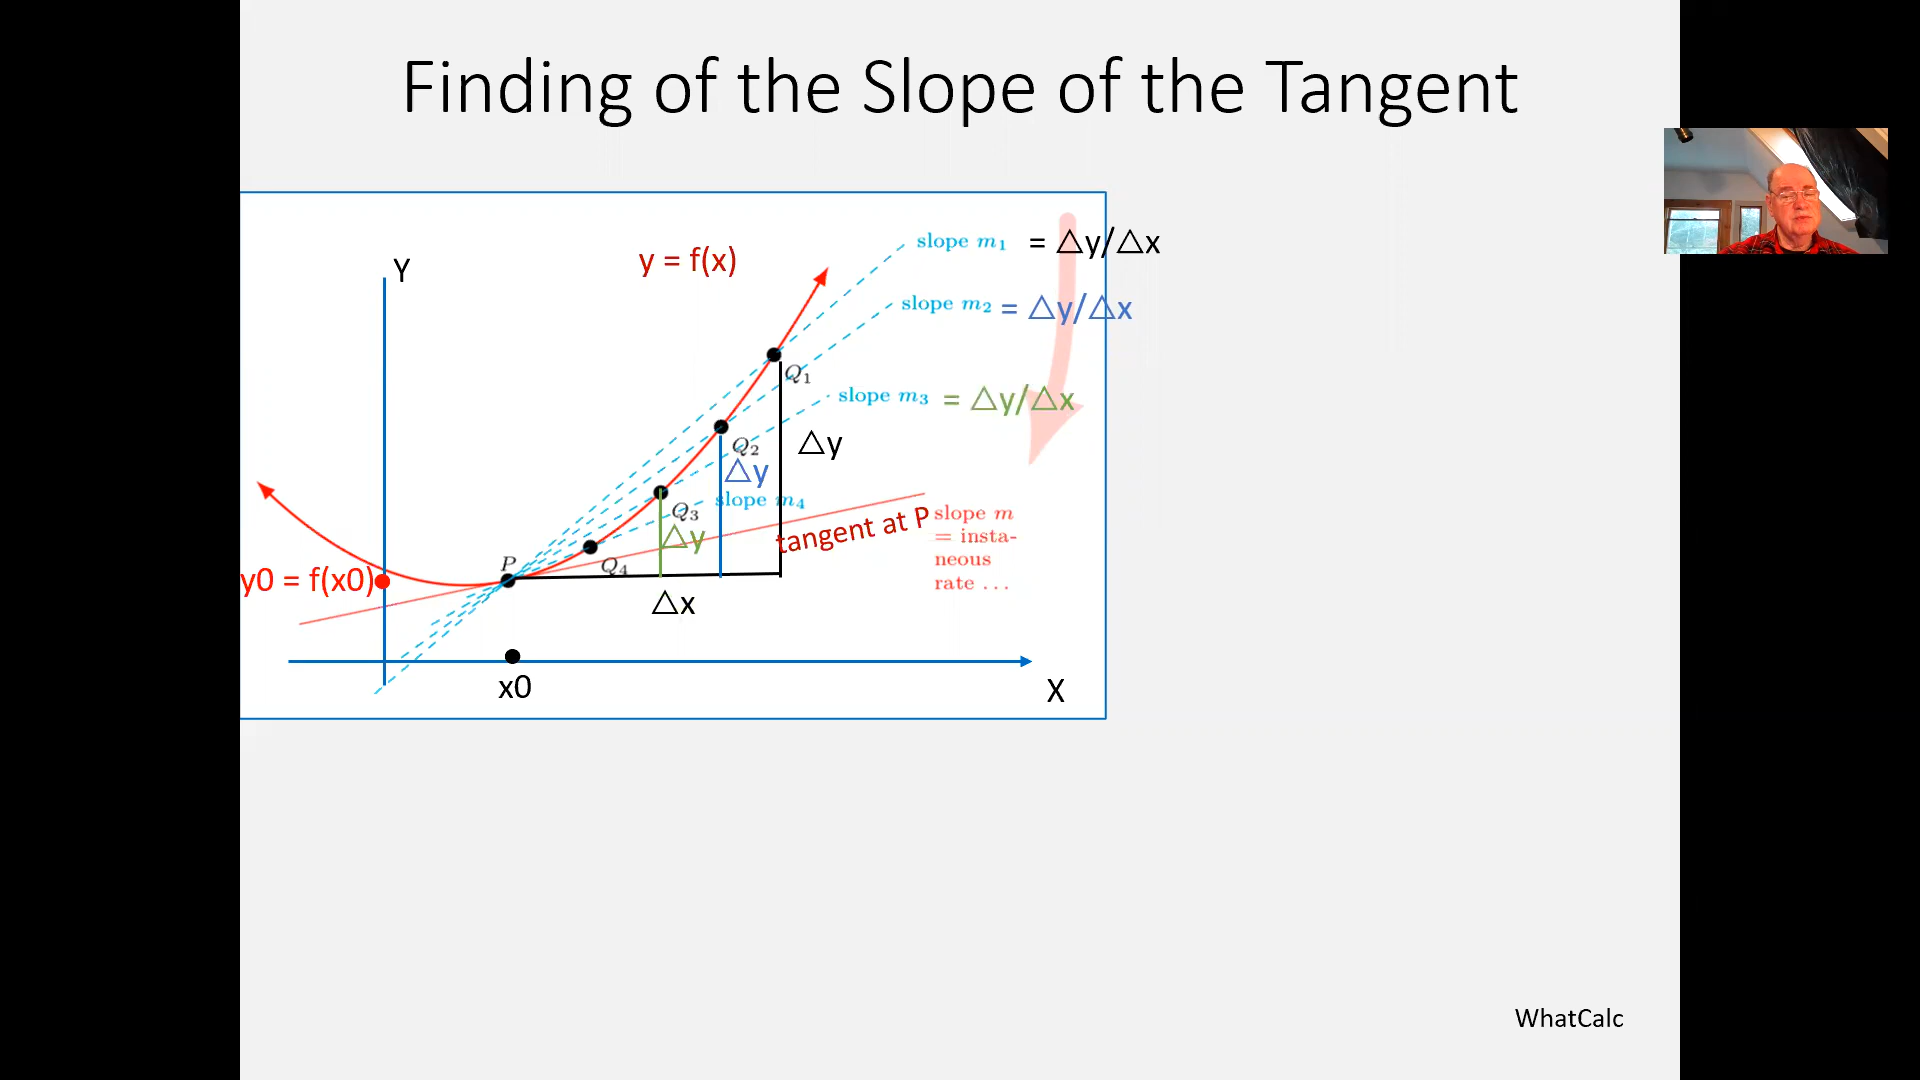 Finding of the Slope of the Tangent
y = f(x)
Y
slope m₁ = △y/△x
slope m₂ = △y/△x
slope m₃ = △y/△x
Q₁
△y
Q₂
△y
slope m₄
Q₃
△y
tangent at P
slope m
= insta-
neous
rate ...
P
Q₄
y0 = f(x0)
△x
x0
X
WhatCalc